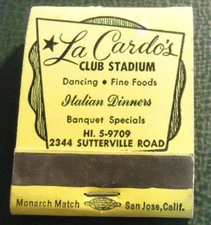 La Cardo's
CLUB STADIUM
Dancing • Fine Foods
Italian Dinners
Banquet Specials
HI. 5-9709
2344 SUTTERVILLE ROAD
Monarch Match San Jose, Calif.